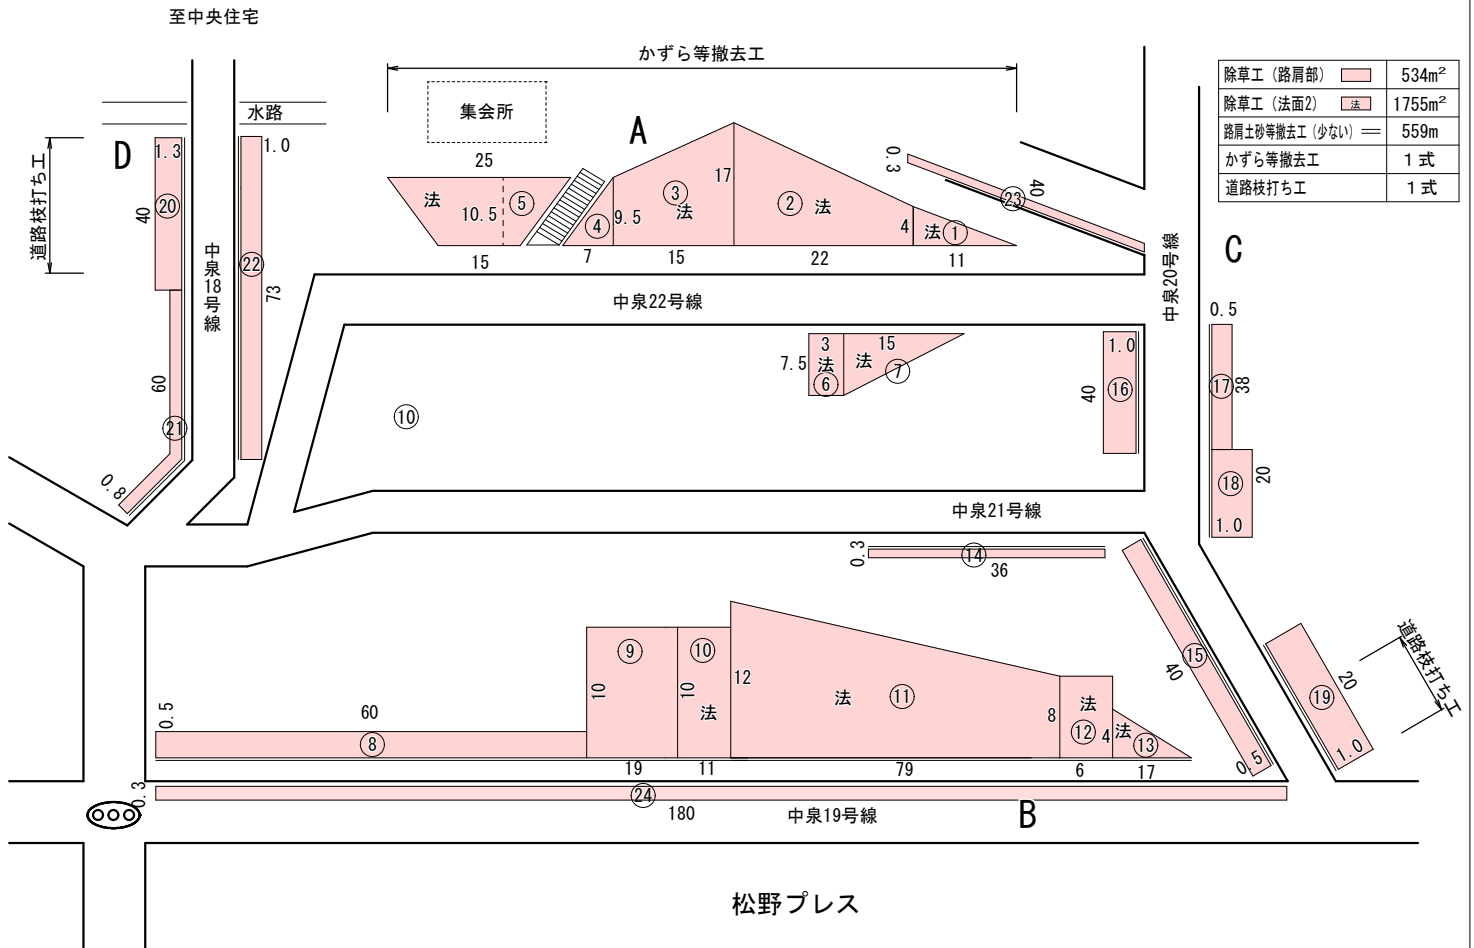 至中央住宅
かずら等撤去工
除草工（路肩部） 534m²
除草工（法面2） 法 1755m²
路肩土砂等撤去工（少ない） 559m
かずら等撤去工 1 式
道路枝打ち工 1 式
集会所
水路
A
D
道路枝打ち工
1.3
1.0
⑳
40
中泉18号線
㉒
73
60
㉑
0.8
25
法
10.5
⑤
15
④
9.5
7
③
法
17
15
②
法
22
4
法
①
11
0.3
㉓
40
中泉20号線
C
中泉22号線
0.5
⑰
38
⑱
20
1.0
3
15
7.5
法
⑥
法
⑦
1.0
40
⑯
⑩
中泉21号線
0.3
⑭
36
⑮
40
0.5
⑲
20
1.0
道路枝打ち工
0.5
60
⑧
⑨
10
19
⑩
10
法
11
12
法
⑪
79
8
法
⑫
6
4
法
⑬
17
0.3
㉔
180
中泉19号線
B
松野プレス